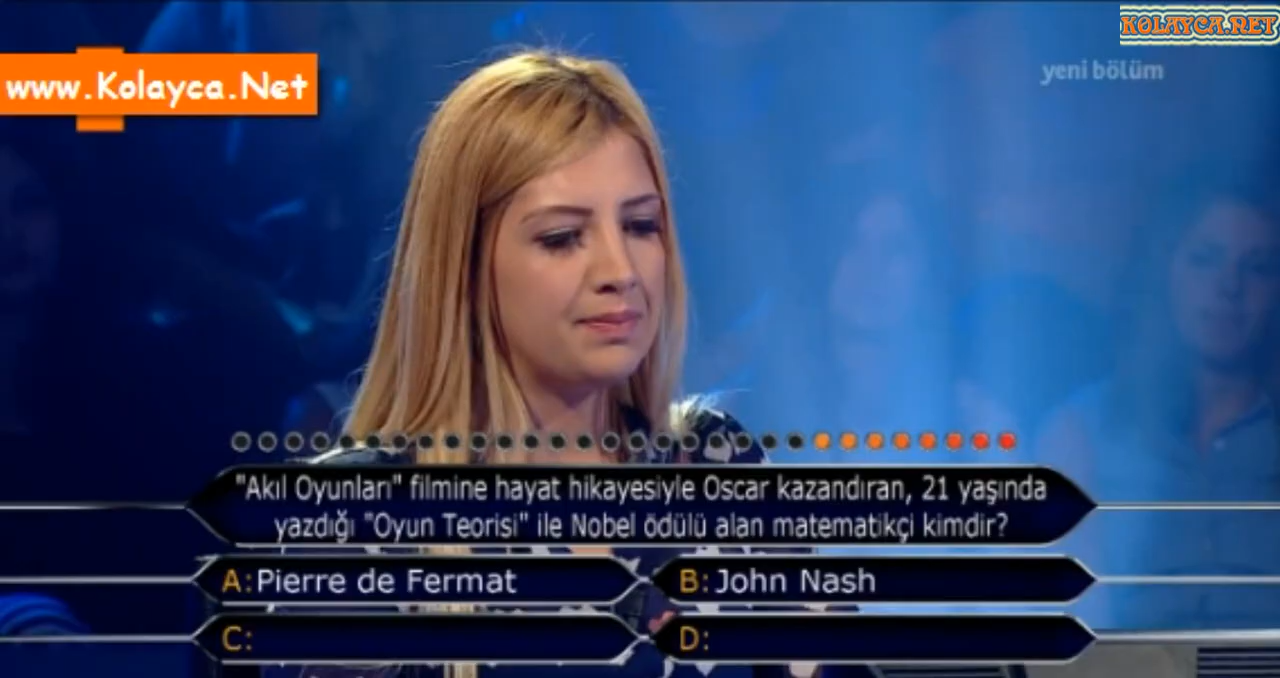 KOLAYCA.NET
www.Kolayca.Net
yeni bölüm
"Akıl Oyunları" filmine hayat hikayesiyle Oscar kazandıran, 21 yaşında
yazdığı "Oyun Teorisi" ile Nobel ödülü alan matematikçi kimdir?
A: Pierre de Fermat
B: John Nash
C:
D: